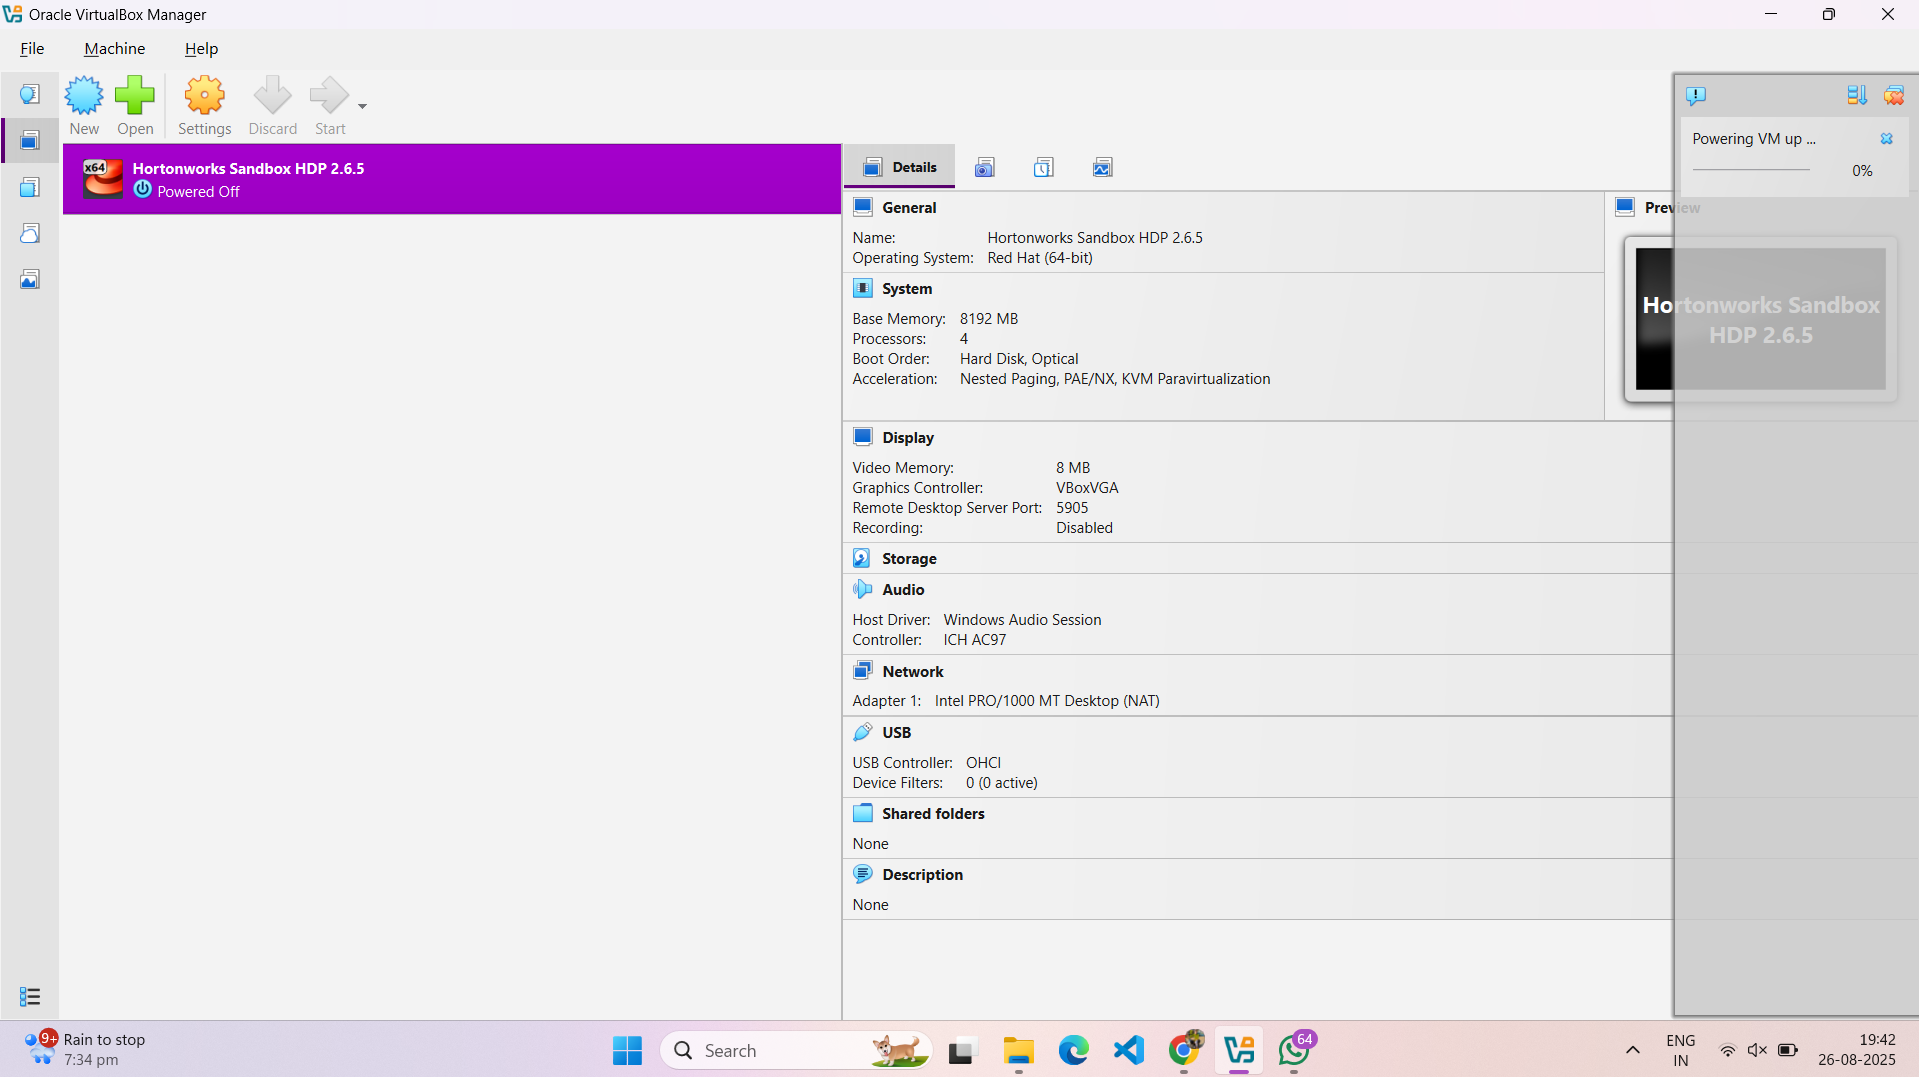 Oracle VirtualBox Manager
File Machine Help
New Open Settings Discard Start
x64
Hortonworks Sandbox HDP 2.6.5
Powered Off
Details
General
Name: Hortonworks Sandbox HDP 2.6.5
Operating System: Red Hat (64-bit)
System
Base Memory: 8192 MB
Processors: 4
Boot Order: Hard Disk, Optical
Acceleration: Nested Paging, PAE/NX, KVM Paravirtualization
Preview
Hortonworks Sandbox
HDP 2.6.5
Display
Video Memory: 8 MB
Graphics Controller: VBoxVGA
Remote Desktop Server Port: 5905
Recording: Disabled
Storage
Audio
Host Driver: Windows Audio Session
Controller: ICH AC97
Network
Adapter 1: Intel PRO/1000 MT Desktop (NAT)
USB
USB Controller: OHCI
Device Filters: 0 (0 active)
Shared folders
None
Description
None
Powering VM up ...
0%
9+
Rain to stop
7:34 pm
Search
64
ENG
IN
19:42
26-08-2025